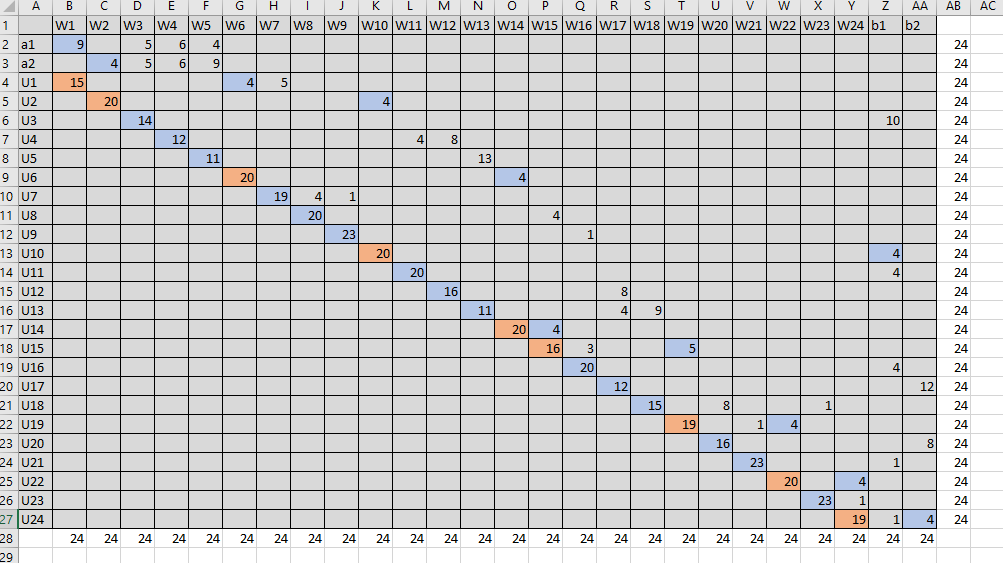 A B C D E F G H I J K L M N O P Q R S T U V W X Y Z AA AB AC
1 W1 W2 W3 W4 W5 W6 W7 W8 W9 W10 W11 W12 W13 W14 W15 W16 W17 W18 W19 W20 W21 W22 W23 W24 b1 b2
2 a1 9 5 6 4 24
3 a2 4 5 6 9 24
4 U1 15 4 5 24
5 U2 20 4 24
6 U3 14 10 24
7 U4 12 4 8 24
8 U5 11 13 24
9 U6 20 4 24
10 U7 19 4 1 24
11 U8 20 4 24
12 U9 23 1 24
13 U10 20 4 24
14 U11 20 4 24
15 U12 16 8 24
16 U13 11 4 9 24
17 U14 20 4 24
18 U15 16 3 5 24
19 U16 20 4 24
20 U17 12 12 24
21 U18 15 8 1 24
22 U19 19 1 4 24
23 U20 16 8 24
24 U21 23 1 24
25 U22 20 4 24
26 U23 23 1 24
27 U24 19 1 4 24
28 24 24 24 24 24 24 24 24 24 24 24 24 24 24 24 24 24 24 24 24 24 24 24 24 24 24
29